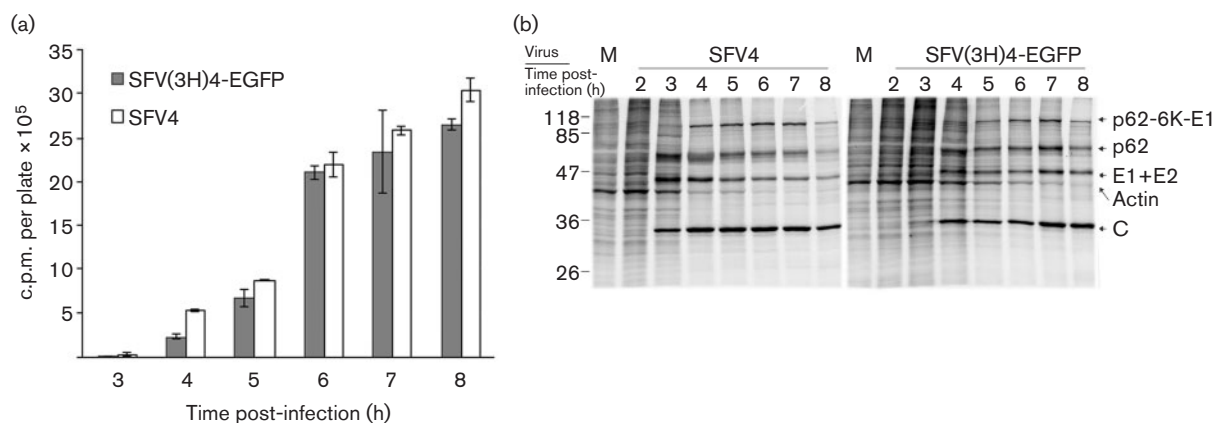 (a)
35
30
25
20
15
10
5
c.p.m. per plate × 10⁵
SFV(3H)4-EGFP
SFV4
3 4 5 6 7 8
Time post-infection (h)
(b)
Virus M SFV4 M SFV(3H)4-EGFP
Time post-
infection (h) 2 3 4 5 6 7 8 2 3 4 5 6 7 8
118
85
47
36
26
p62-6K-E1
p62
E1+E2
Actin
C